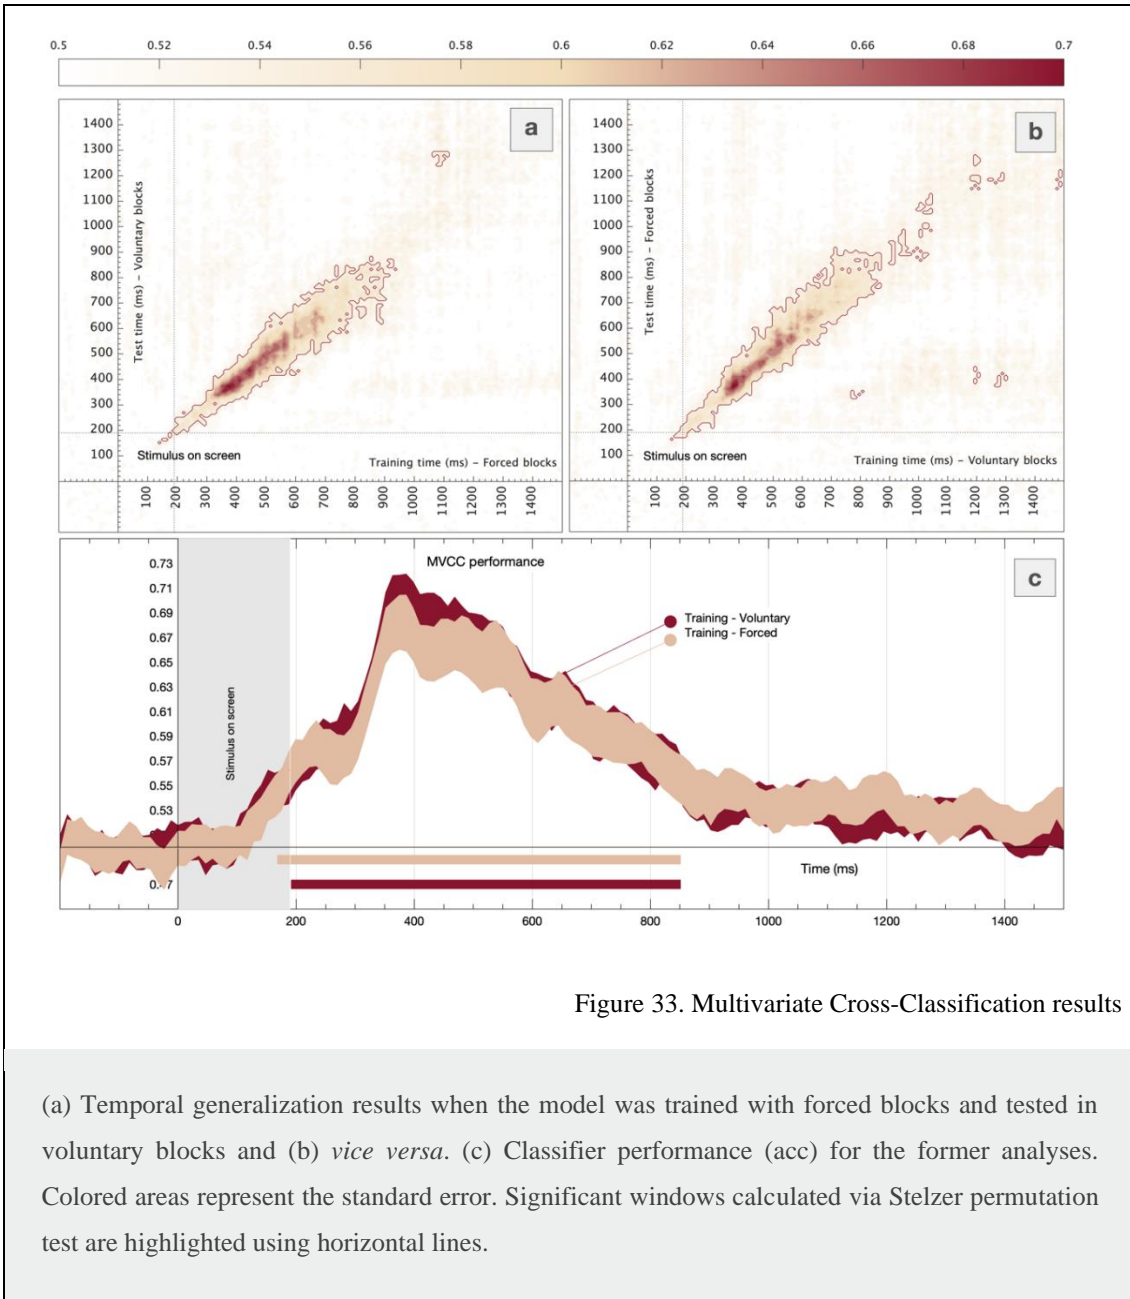 0.5 0.52 0.54 0.56 0.58 0.6 0.62 0.64 0.66 0.68 0.7
a
1400
1300
1200
1100
1000
900
800
700
600
500
400
300
200
100
Test time (ms) – Voluntary blocks
Stimulus on screen
Training time (ms) – Forced blocks
100 200 300 400 500 600 700 800 900 1000 1100 1200 1300 1400
b
1400
1300
1200
1100
1000
900
800
700
600
500
400
300
200
100
Test time (ms) – Forced blocks
Stimulus on screen
Training time (ms) – Voluntary blocks
100 200 300 400 500 600 700 800 900 1000 1100 1200 1300 1400
MVCC performance
c
0.73
0.71
0.69
0.67
0.65
0.63
0.61
0.59
0.57
0.55
0.53
Stimulus on screen
Training - Voluntary
Training - Forced
Time (ms)
0 200 400 600 800 1000 1200 1400
Figure 33. Multivariate Cross-Classification results
(a) Temporal generalization results when the model was trained with forced blocks and tested in
voluntary blocks and (b) vice versa. (c) Classifier performance (acc) for the former analyses.
Colored areas represent the standard error. Significant windows calculated via Stelzer permutation
test are highlighted using horizontal lines.